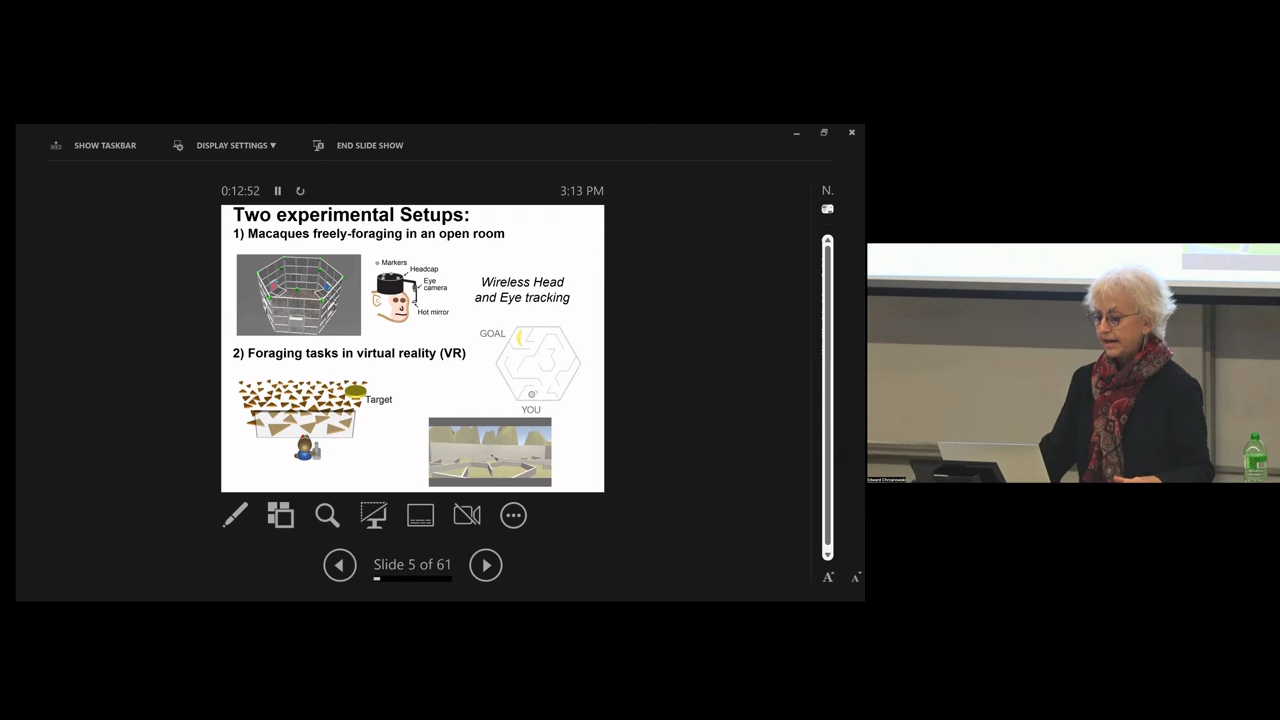 SHOW TASKBAR
DISPLAY SETTINGS ▼
END SLIDE SHOW
0:12:52
3:13 PM
N.
Two experimental Setups:
1) Macaques freely-foraging in an open room
Markers
Headcap
Eye
camera
Hot mirror
Wireless Head
and Eye tracking
GOAL
YOU
2) Foraging tasks in virtual reality (VR)
Target
Slide 5 of 61
A
A
Edward Chrzanowski